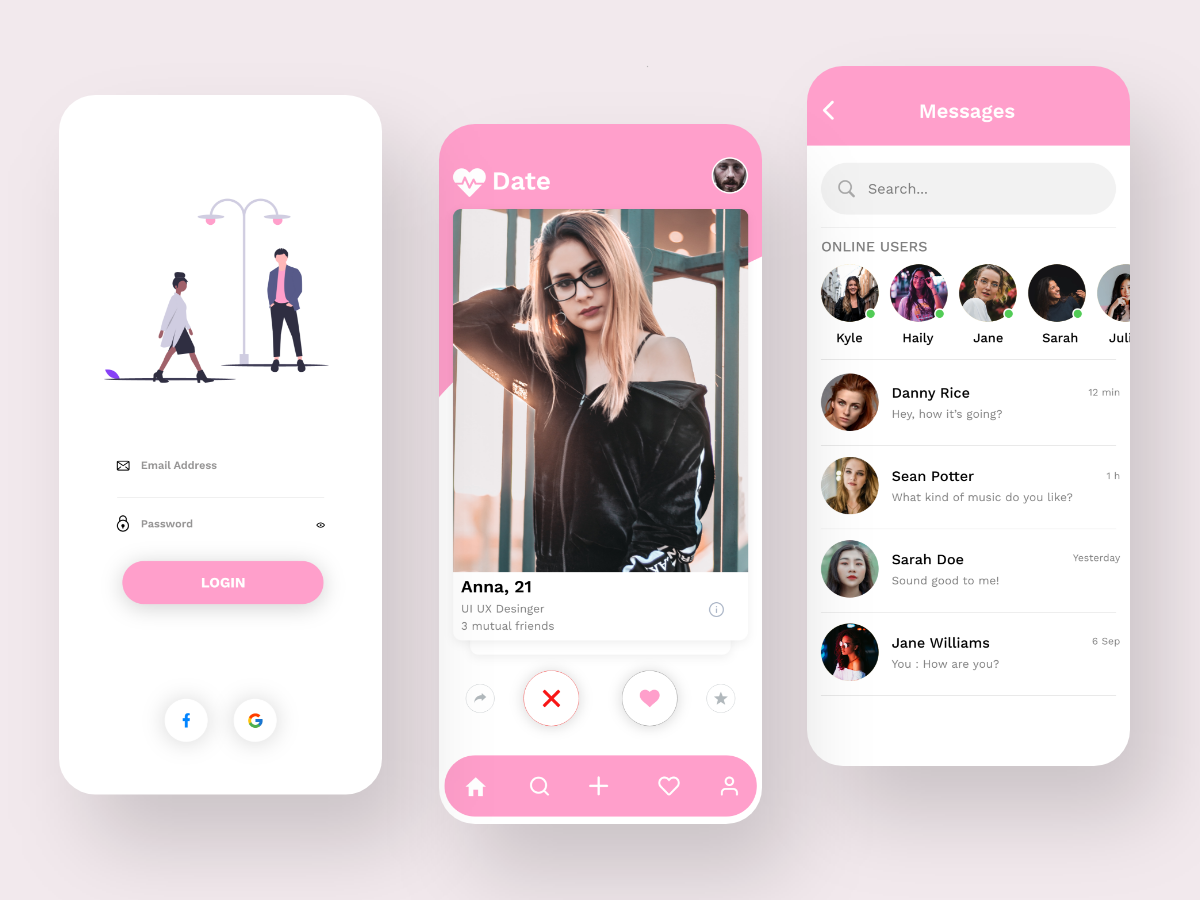 Email Address
Password
LOGIN
Date
Anna, 21
UI UX Desinger
3 mutual friends
Messages
Search...
ONLINE USERS
Kyle
Haily
Jane
Sarah
Juli
Danny Rice
12 min
Hey, how it's going?
Sean Potter
1 h
What kind of music do you like?
Sarah Doe
Yesterday
Sound good to me!
Jane Williams
6 Sep
You : How are you?